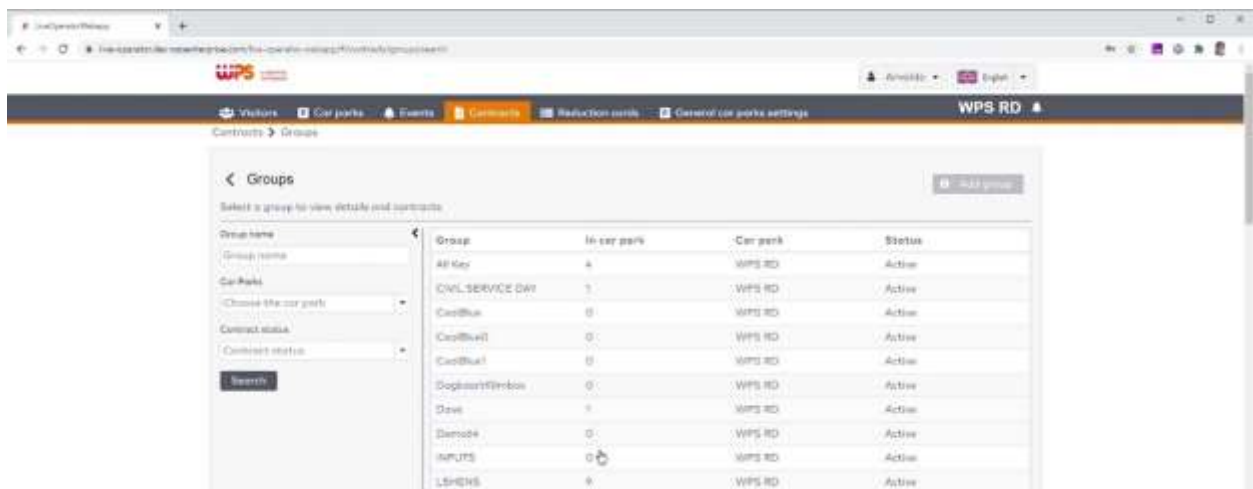 LiveOperatorWebapp
WPS
Arnoldo English
Visitors Car parks Events Contracts Reduction cards General car parks settings WPS RD
Contracts > Groups
Groups Add group
Select a group to view details and contracts
Group name
Group name
Car Parks
Choose the car park
Contract status
Contract status
Search
Group In car park Car park Status
All Key 4 WPS RD Active
CIVIL SERVICE DAY 1 WPS RD Active
CoolBlue 0 WPS RD Active
0 WPS RD Active
CoolBlue1 0 WPS RD Active
0 WPS RD Active
Dave 1 WPS RD Active
0 WPS RD Active
INPUTS 0 WPS RD Active
WPS RD Active